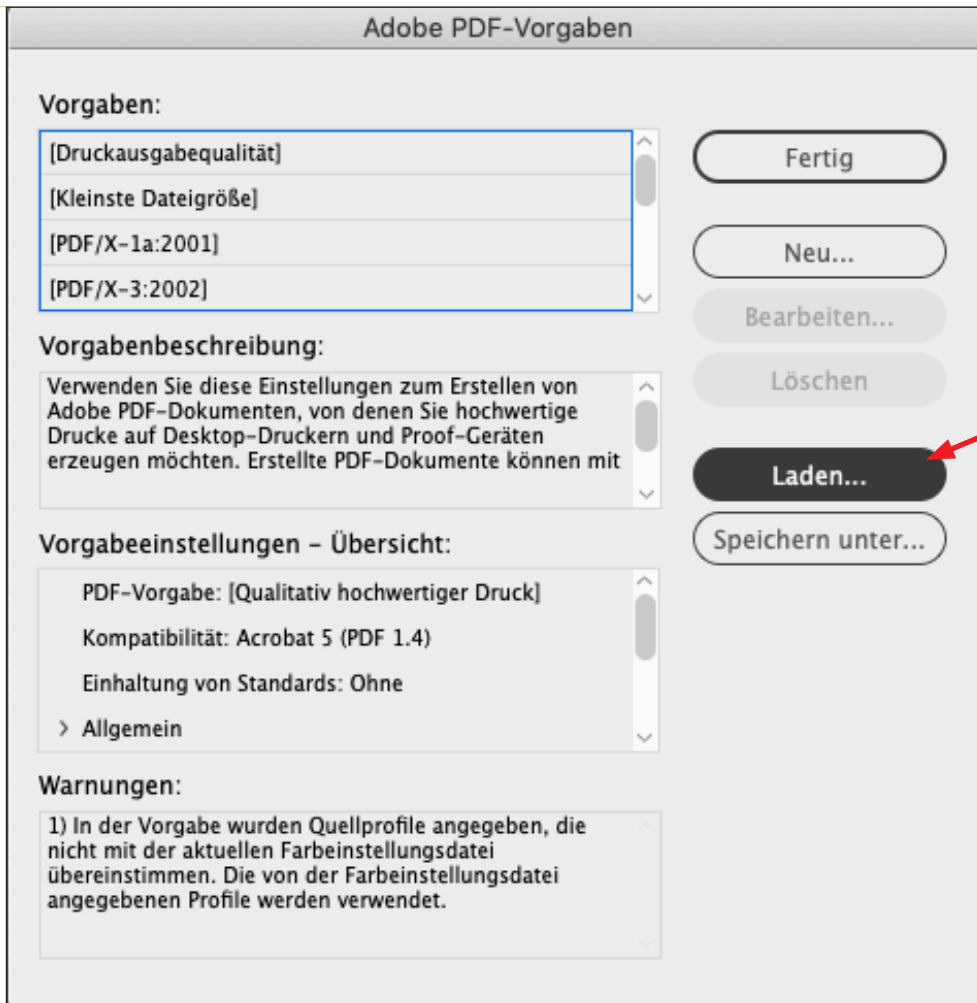 Adobe PDF-Vorgaben
Vorgaben:
[Druckausgabequalität]
[Kleinste Dateigröße]
[PDF/X-1a:2001]
[PDF/X-3:2002]
Fertig
Neu...
Bearbeiten...
Löschen
Laden...
Speichern unter...
Vorgabenbeschreibung:
Verwenden Sie diese Einstellungen zum Erstellen von
Adobe PDF-Dokumenten, von denen Sie hochwertige
Drucke auf Desktop-Druckern und Proof-Geräten
erzeugen möchten. Erstellte PDF-Dokumente können mit
Vorgabeeinstellungen – Übersicht:
PDF-Vorgabe: [Qualitativ hochwertiger Druck]
Kompatibilität: Acrobat 5 (PDF 1.4)
Einhaltung von Standards: Ohne
> Allgemein
Warnungen:
1) In der Vorgabe wurden Quellprofile angegeben, die
nicht mit der aktuellen Farbeinstellungsdatei
übereinstimmen. Die von der Farbeinstellungsdatei
angegebenen Profile werden verwendet.